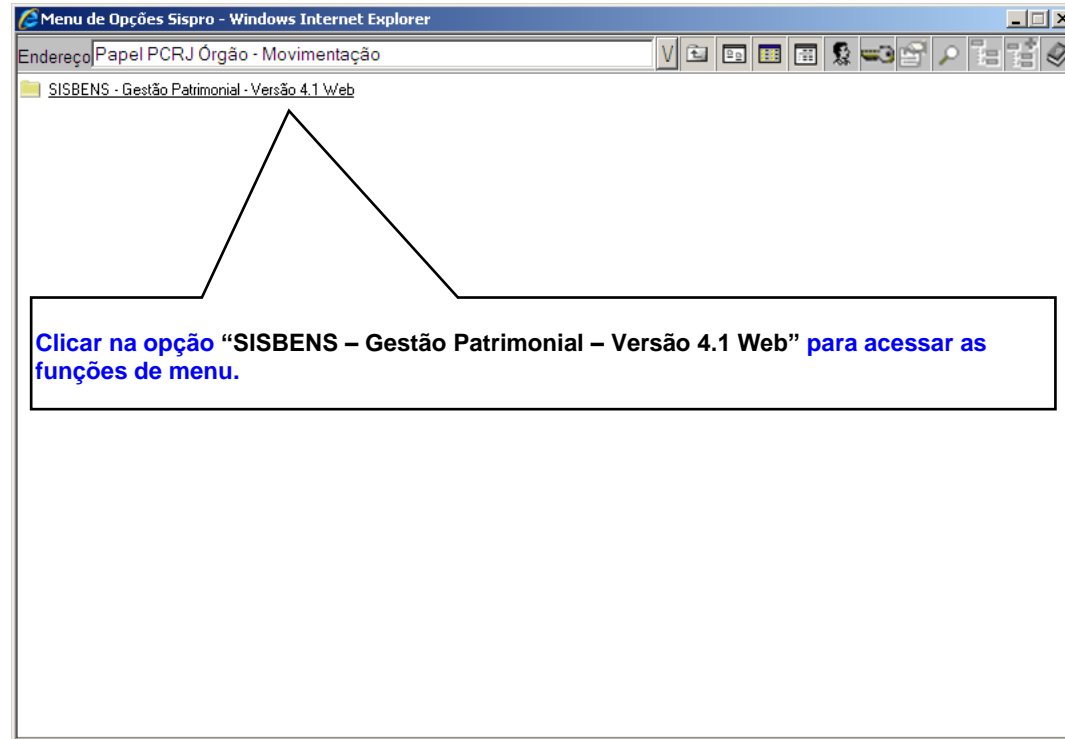 Menu de Opções Sispro - Windows Internet Explorer
Endereço Papel PCRJ Órgão - Movimentação V
SISBENS - Gestão Patrimonial - Versão 4.1 Web
Clicar na opção “SISBENS – Gestão Patrimonial – Versão 4.1 Web” para acessar as
funções de menu.